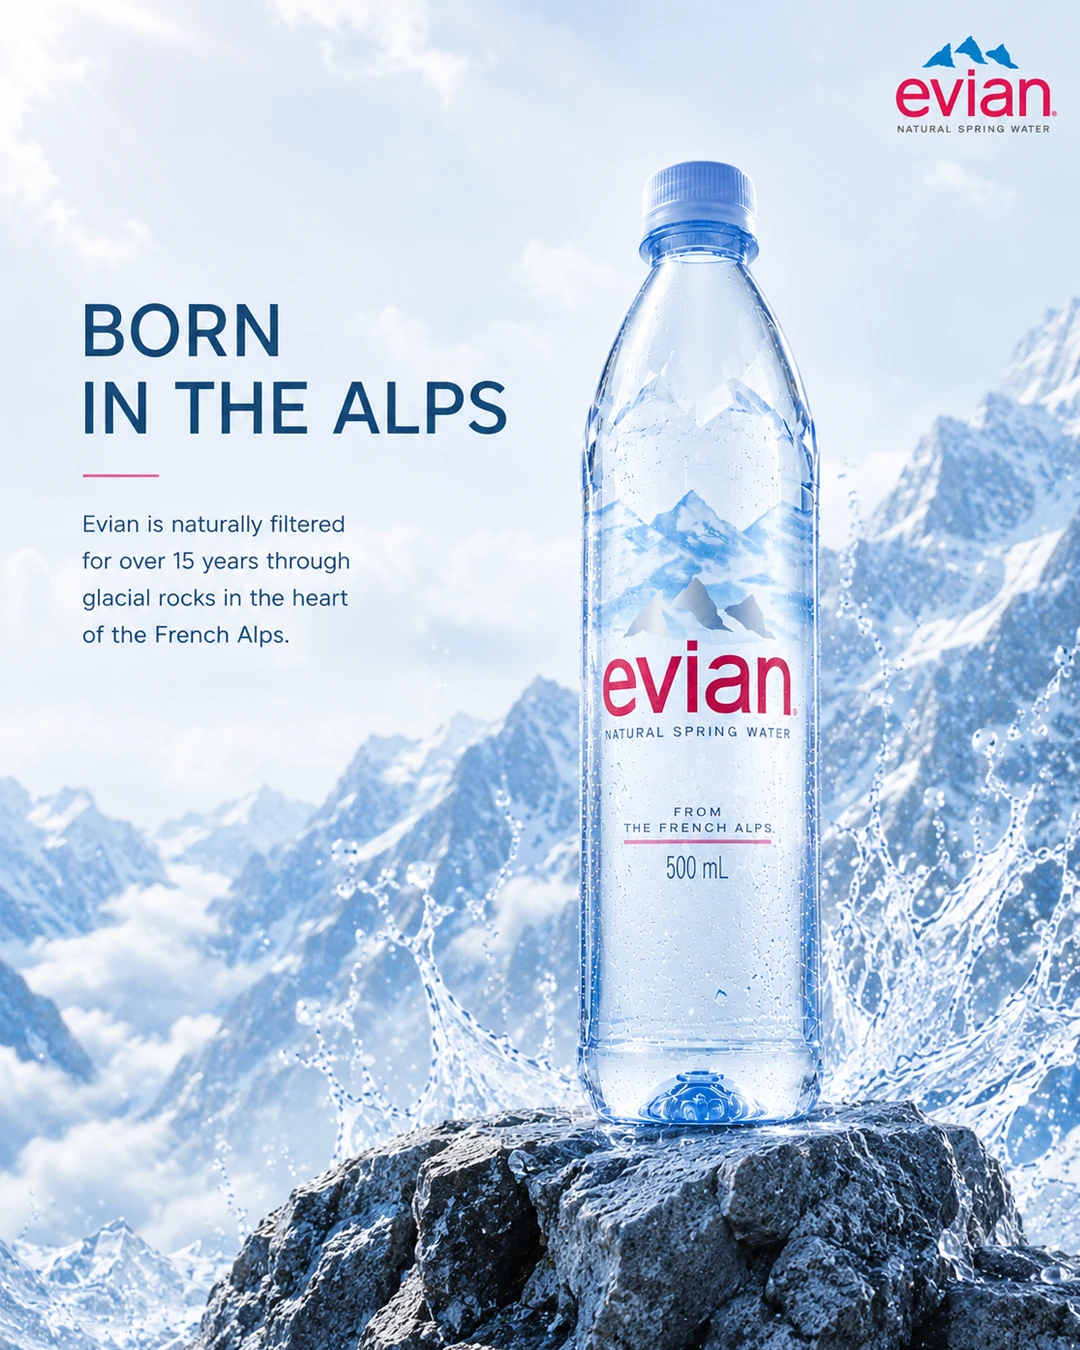 evian
NATURAL SPRING WATER
BORN
IN THE ALPS
Evian is naturally filtered
for over 15 years through
glacial rocks in the heart
of the French Alps.
evian
NATURAL SPRING WATER
FROM
THE FRENCH ALPS.
500 mL